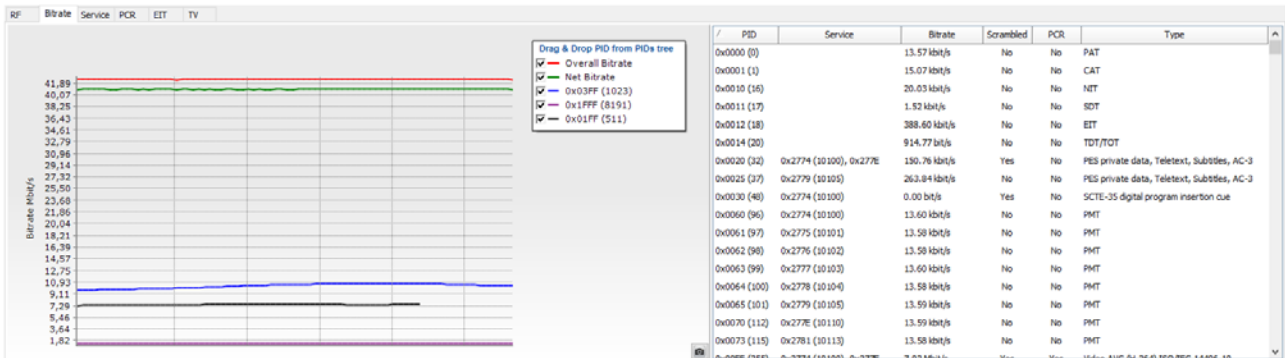 RF Bitrate Service PCR EIT TV
Drag & Drop PID from PIDs tree
Overall Bitrate
Net Bitrate
0x03FF (1023)
0x1FFF (8191)
0x01FF (511)
Bitrate Mbit/s
41,89
40,07
38,25
36,43
34,61
32,79
30,96
29,14
27,32
25,50
23,68
21,86
20,04
18,21
16,39
14,57
12,75
10,93
9,11
7,29
5,46
3,64
1,82
PID Service Bitrate Scrambled PCR Type
0x0000 (0) 13.57 kbit/s No No PAT
0x0001 (1) 15.07 kbit/s No No CAT
0x0010 (16) 20.03 kbit/s No No NIT
0x0011 (17) 1.52 kbit/s No No SDT
0x0012 (18) 388.60 kbit/s No No EIT
0x0014 (20) 914.77 bit/s No No TDT/TOT
0x0020 (32) 0x2774 (10100), 0x277E 150.76 kbit/s Yes No PES private data, Teletext, Subtitles, AC-3
0x0025 (37) 0x2779 (10105) 263.84 kbit/s No No PES private data, Teletext, Subtitles, AC-3
0x0030 (48) 0x2774 (10100) 0.00 bit/s Yes No SCTE-35 digital program insertion cue
0x0060 (96) 0x2774 (10100) 13.60 kbit/s No No PMT
0x0061 (97) 0x2775 (10101) 13.58 kbit/s No No PMT
0x0062 (98) 0x2776 (10102) 13.58 kbit/s No No PMT
0x0063 (99) 0x2777 (10103) 13.60 kbit/s No No PMT
0x0064 (100) 0x2778 (10104) 13.58 kbit/s No No PMT
0x0065 (101) 0x2779 (10105) 13.59 kbit/s No No PMT
0x0070 (112) 0x277E (10110) 13.59 kbit/s No No PMT
0x0073 (115) 0x2781 (10113) 13.58 kbit/s No No PMT